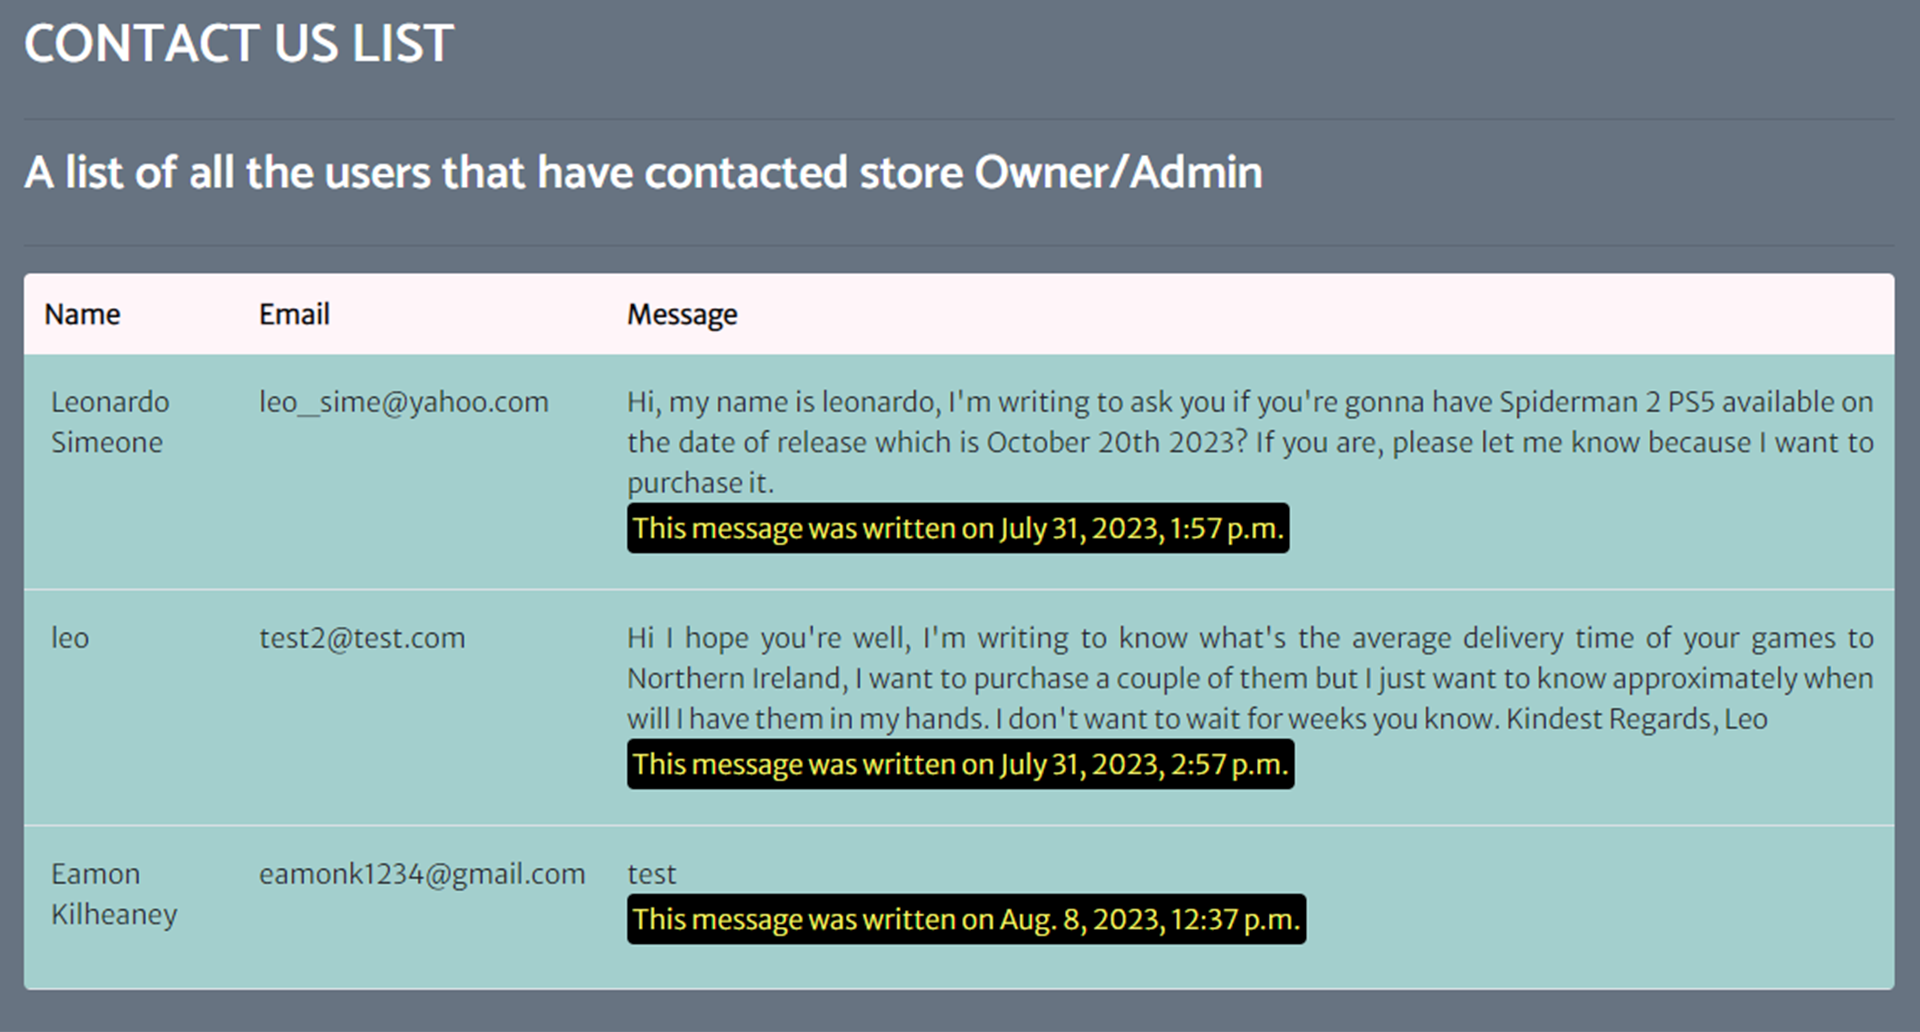 CONTACT US LIST
A list of all the users that have contacted store Owner/Admin
Name Email Message
Leonardo Simeone
leo_sime@yahoo.com
Hi, my name is leonardo, I'm writing to ask you if you're gonna have Spiderman 2 PS5 available on
the date of release which is October 20th 2023? If you are, please let me know because I want to
purchase it.
This message was written on July 31, 2023, 1:57 p.m.
leo
test2@test.com
Hi I hope you're well, I'm writing to know what's the average delivery time of your games to
Northern Ireland, I want to purchase a couple of them but I just want to know approximately when
will I have them in my hands. I don't want to wait for weeks you know. Kindest Regards, Leo
This message was written on July 31, 2023, 2:57 p.m.
Eamon
Kilheaney
eamonk1234@gmail.com
test
This message was written on Aug. 8, 2023, 12:37 p.m.